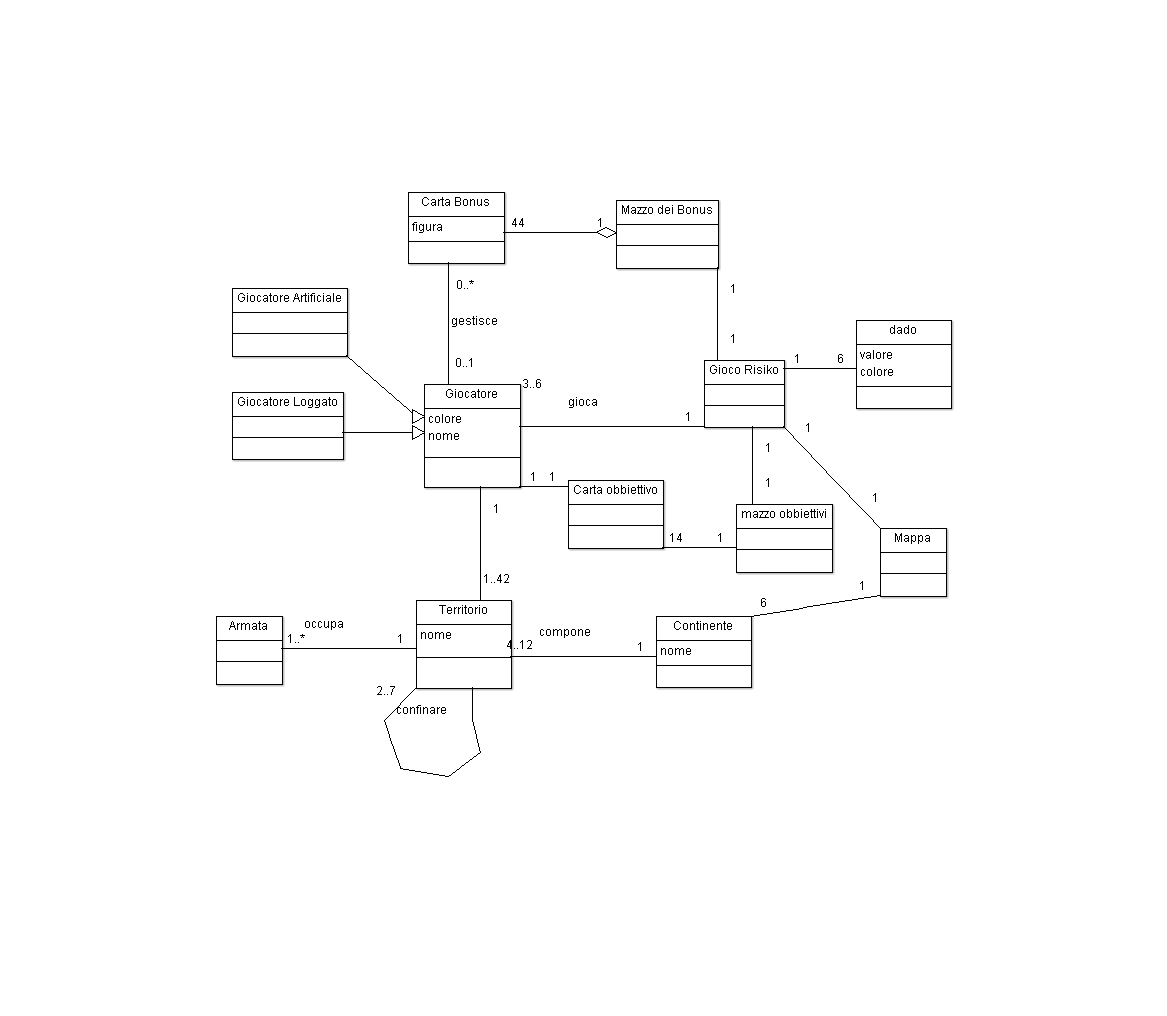 Carta Bonus
figura
44
1
Mazzo dei Bonus
0..*
gestisce
0..1
1
1
Giocatore Artificiale
Giocatore Loggato
dado
valore
colore
1
6
Gioco Risiko
3..6
Giocatore
colore
nome
gioca
1
1
1
1
1
1
1
Carta obbiettivo
mazzo obbiettivi
14
1
Mappa
1
1..42
1
6
Armata
occupa
1..*
1
Territorio
nome
4..12
compone
1
Continente
nome
2..7
confinare